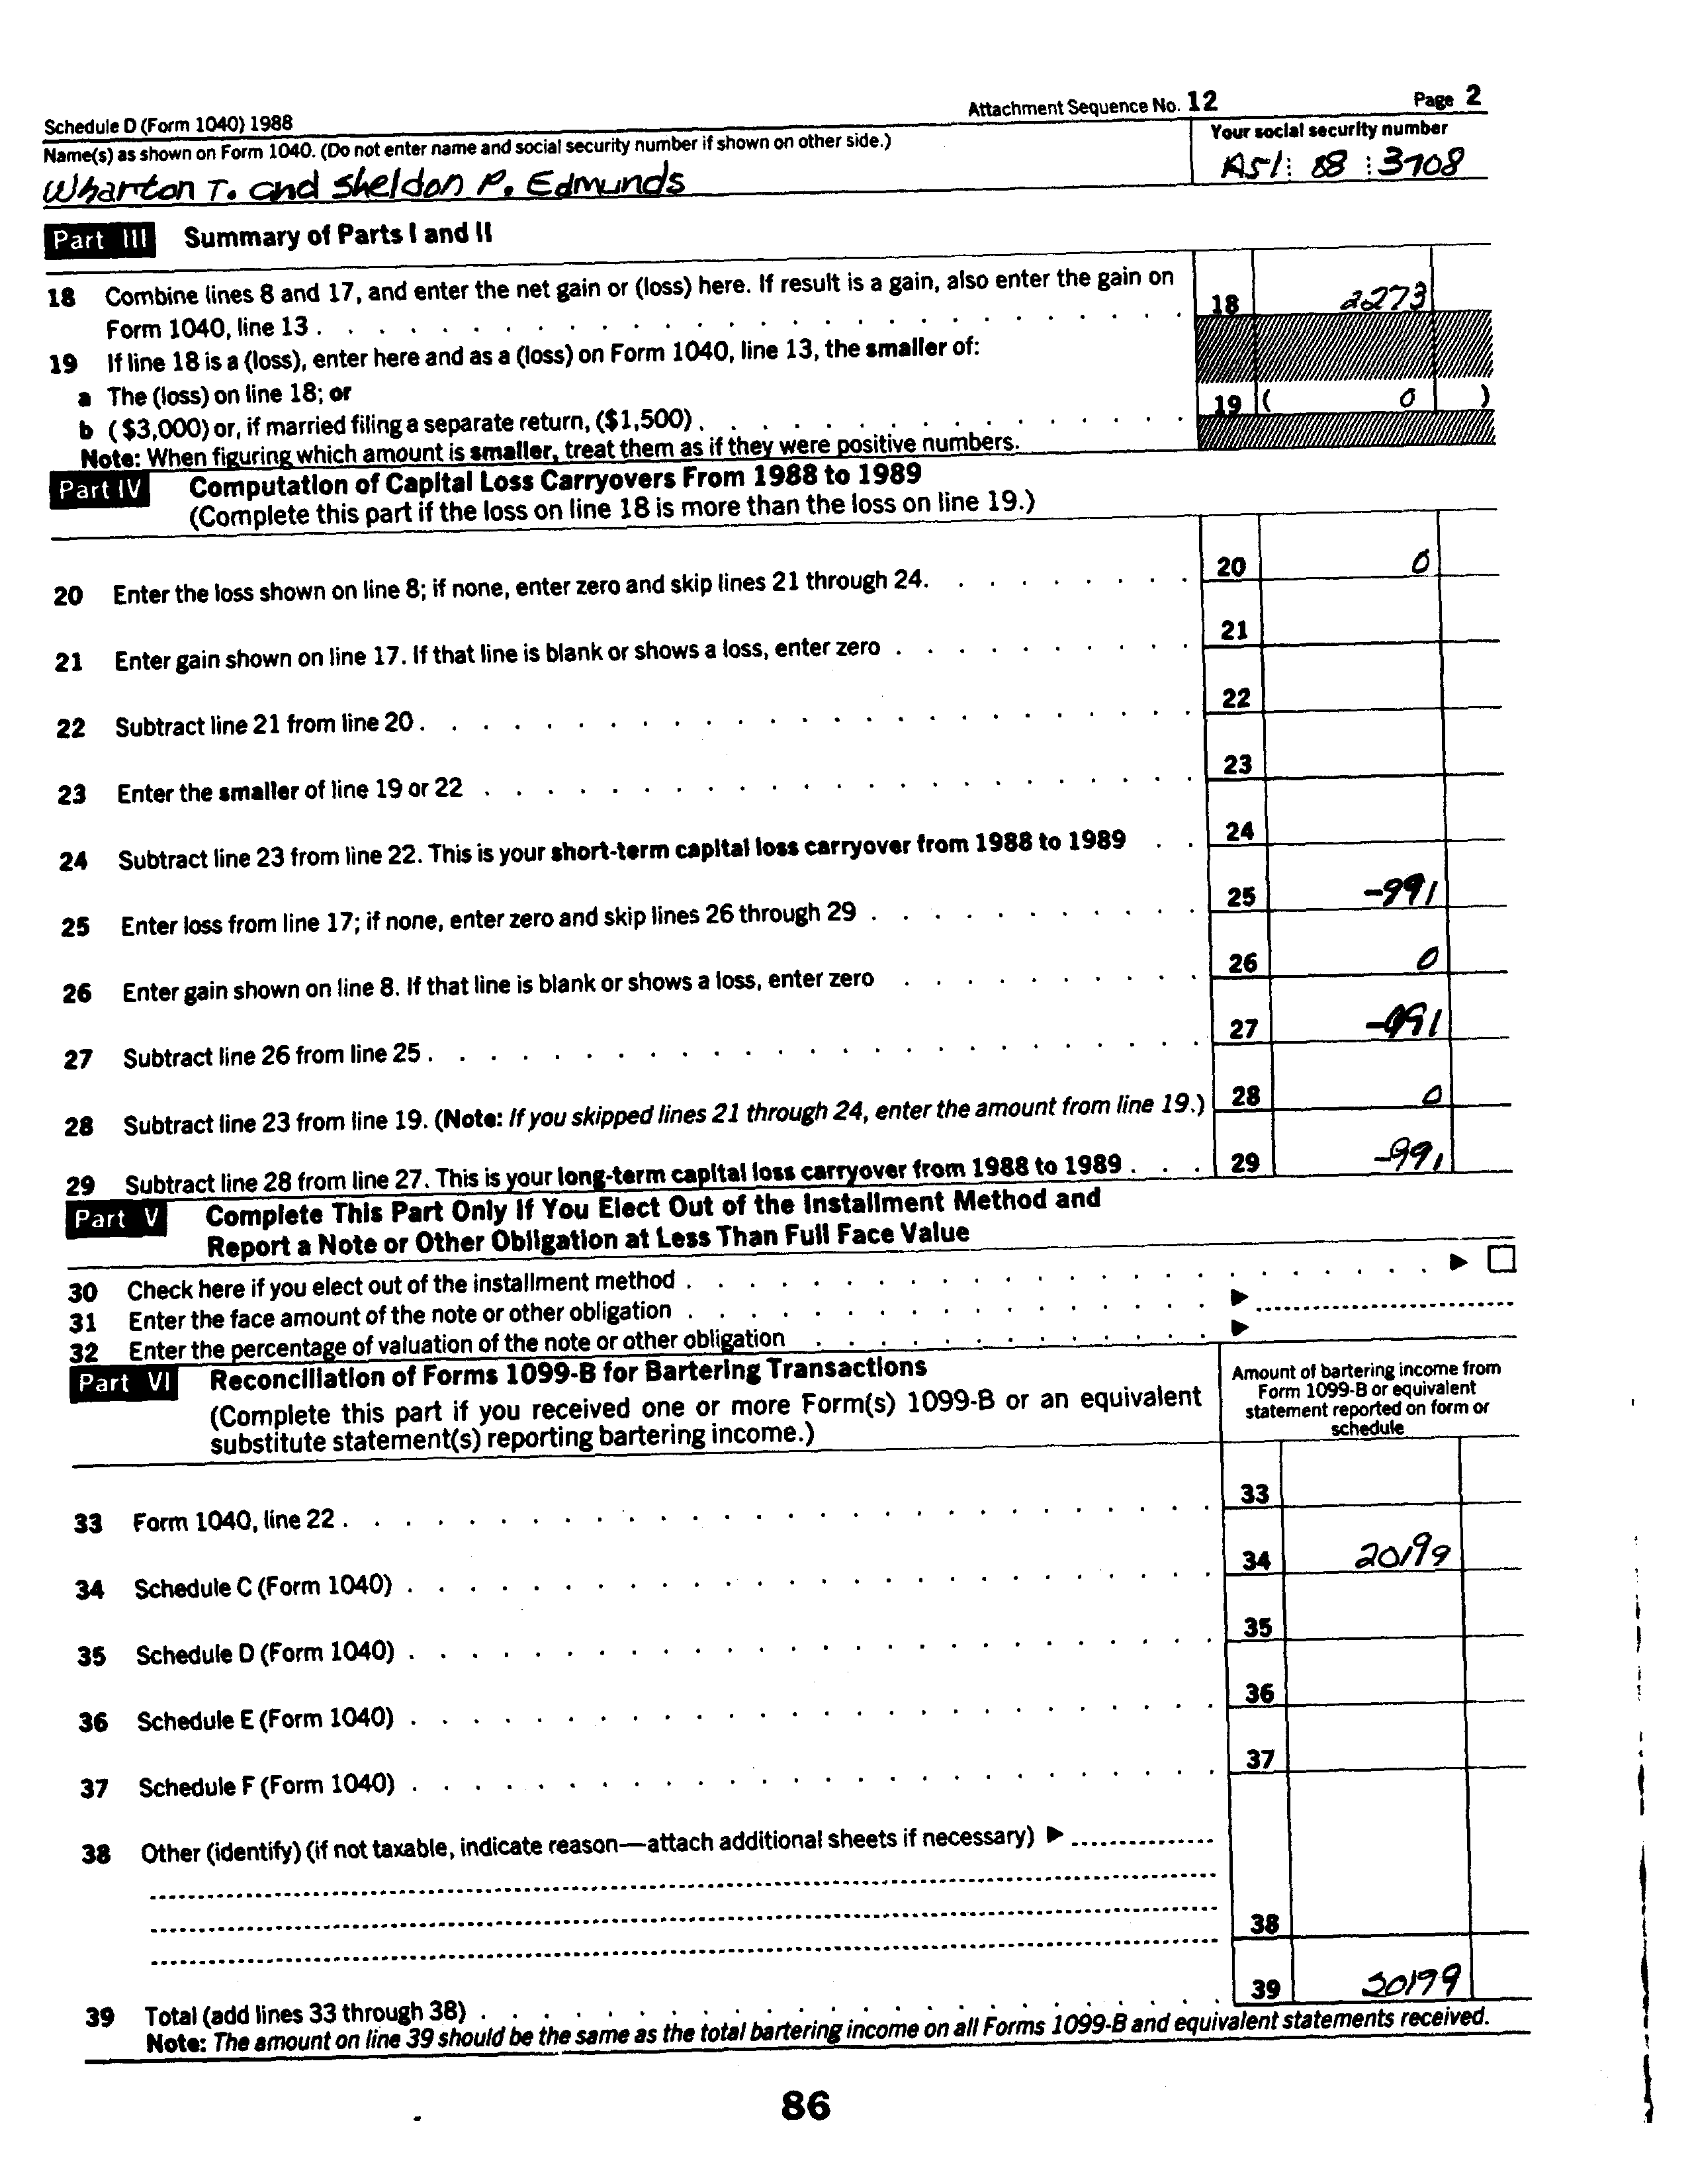 Schedule D (Form 1040) 1988 Attachment Sequence No. 12 Page 2
Name(s) as shown on Form 1040. (Do not enter name and social security number if shown on other side.) Your social security number
Wharton T. and Sheldon P. Edmunds A51 88 3708
Part III Summary of Parts I and II
18 Combine lines 8 and 17, and enter the net gain or (loss) here. If result is a gain, also enter the gain on
Form 1040, line 13 . . . . . . . . . . . . . . . . . . . . . . . . . . . . 18 2273
19 If line 18 is a (loss), enter here and as a (loss) on Form 1040, line 13, the smaller of:
a The (loss) on line 18; or
b ($3,000) or, if married filing a separate return, ($1,500) . . . . . . . . . . . . . . . . 19 ( 0 )
Note: When figuring which amount is smaller, treat them as if they were positive numbers.
Part IV Computation of Capital Loss Carryovers From 1988 to 1989
(Complete this part if the loss on line 18 is more than the loss on line 19.)
20 Enter the loss shown on line 8; if none, enter zero and skip lines 21 through 24. . . . . . . . . 20 0
21 Enter gain shown on line 17. If that line is blank or shows a loss, enter zero . . . . . . . . . . 21
22 Subtract line 21 from line 20 . . . . . . . . . . . . . . . . . . . . . . . . . 22
23 Enter the smaller of line 19 or 22 . . . . . . . . . . . . . . . . . . . . . . . 23
24 Subtract line 23 from line 22. This is your short-term capital loss carryover from 1988 to 1989 . . 24
25 Enter loss from line 17; if none, enter zero and skip lines 26 through 29 . . . . . . . . . . . 25 -991
26 Enter gain shown on line 8. If that line is blank or shows a loss, enter zero . . . . . . . . . . 26 0
27 Subtract line 26 from line 25 . . . . . . . . . . . . . . . . . . . . . . . . . 27 -991
28 Subtract line 23 from line 19. (Note: If you skipped lines 21 through 24, enter the amount from line 19.) 28 0
29 Subtract line 28 from line 27. This is your long-term capital loss carryover from 1988 to 1989 . . . 29 -991
Part V Complete This Part Only If You Elect Out of the Installment Method and
Report a Note or Other Obligation at Less Than Full Face Value
30 Check here if you elect out of the installment method . . . . . . . . . . . . . . . . . . . . . . . . ▶ ☐
31 Enter the face amount of the note or other obligation . . . . . . . . . . . . . . . . . ▶
32 Enter the percentage of valuation of the note or other obligation . . . . . . . . . . . . . ▶
Part VI Reconciliation of Forms 1099-B for Bartering Transactions
(Complete this part if you received one or more Form(s) 1099-B or an equivalent
substitute statement(s) reporting bartering income.)
Amount of bartering income from
Form 1099-B or equivalent
statement reported on form or
schedule
33 Form 1040, line 22 . . . . . . . . . . . . . . . . . . . . . . . . . . . . 33
34 Schedule C (Form 1040) . . . . . . . . . . . . . . . . . . . . . . . . . . 34 20199
35 Schedule D (Form 1040) . . . . . . . . . . . . . . . . . . . . . . . . . . 35
36 Schedule E (Form 1040) . . . . . . . . . . . . . . . . . . . . . . . . . . 36
37 Schedule F (Form 1040) . . . . . . . . . . . . . . . . . . . . . . . . . . 37
38 Other (identify) (if not taxable, indicate reason—attach additional sheets if necessary) ▶
38
39 Total (add lines 33 through 38) . . . . . . . . . . . . . . . . . . . . . . . . 39 20199
Note: The amount on line 39 should be the same as the total bartering income on all Forms 1099-B and equivalent statements received.
86